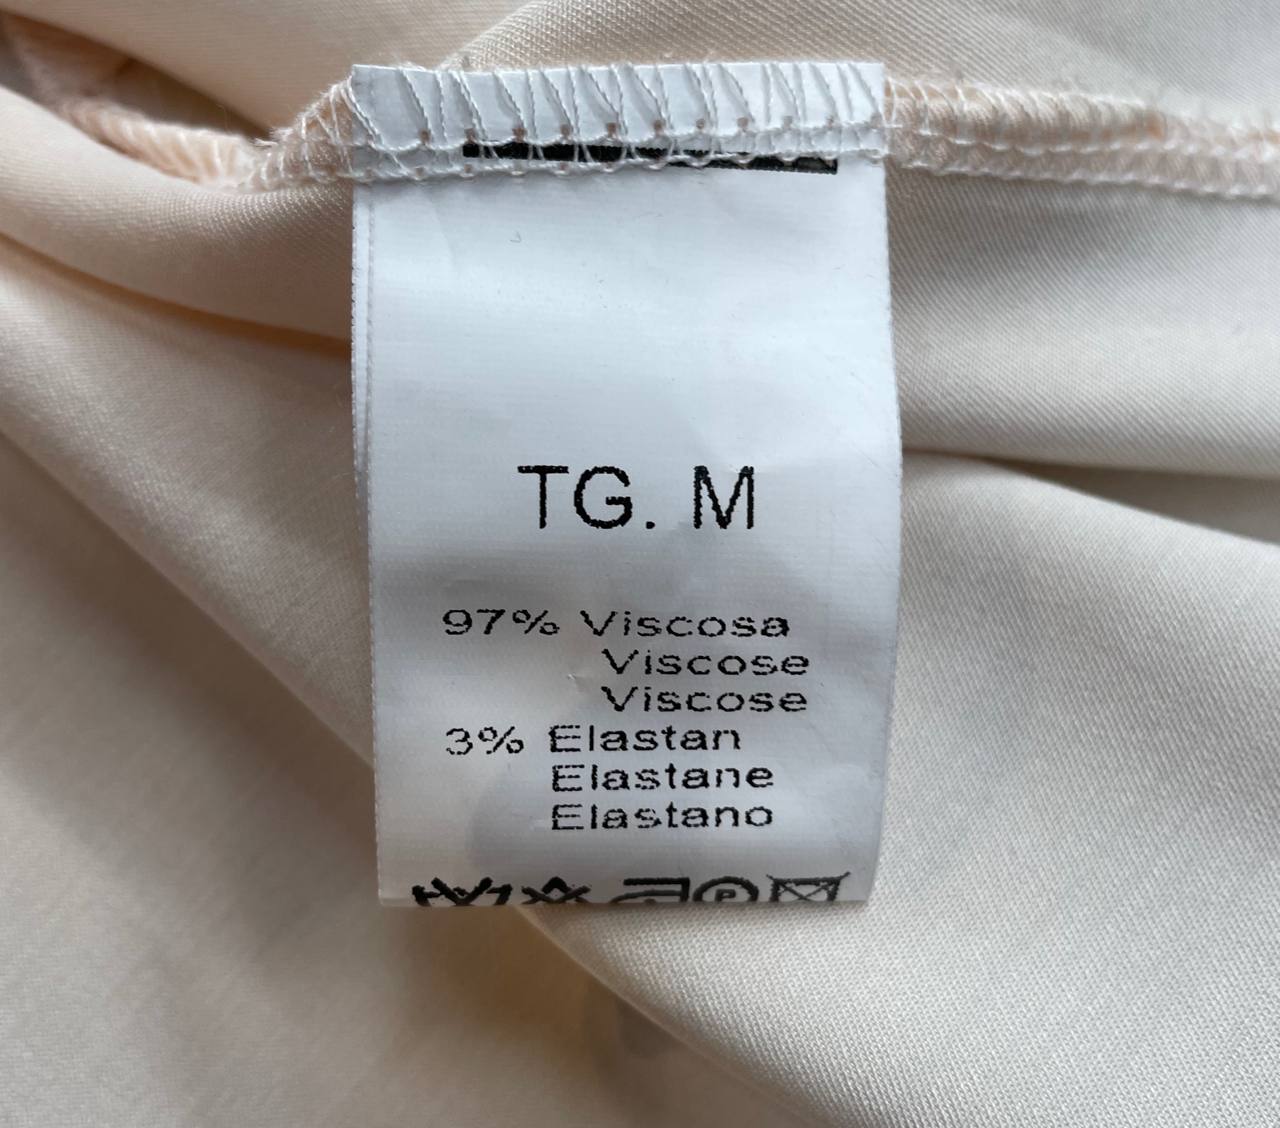 TG. M
97% Viscosa
Viscose
Viscose
3% Elastan
Elastane
Elastano
P